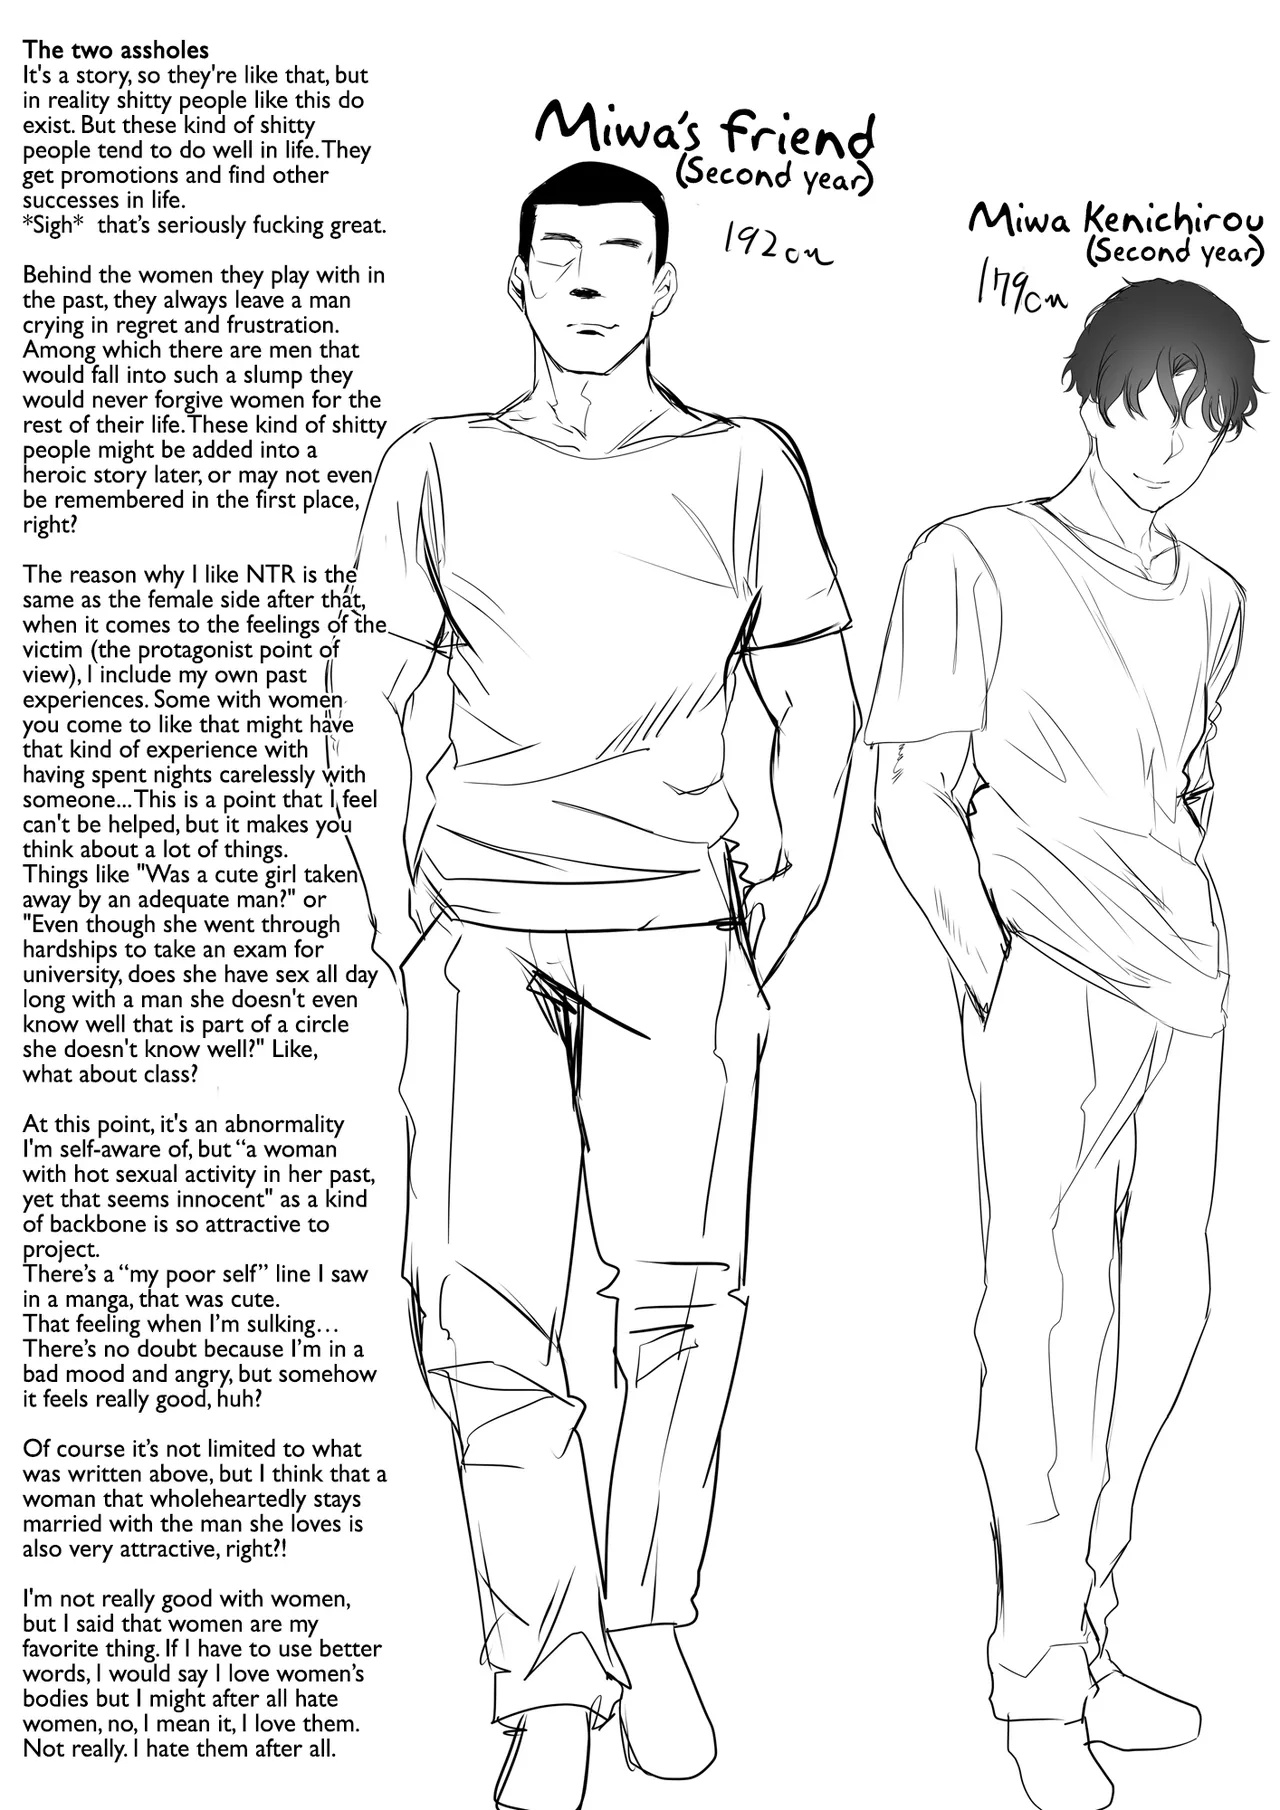 The two assholes
It's a story, so they're like that, but
in reality shitty people like this do
exist. But these kind of shitty
people tend to do well in life. They
get promotions and find other
successes in life.
*Sigh* that's seriously fucking great.
Behind the women they play with in
the past, they always leave a man
crying in regret and frustration.
Among which there are men that
would fall into such a slump they
would never forgive women for the
rest of their life. These kind of shitty
people might be added into a
heroic story later, or may not even
be remembered in the first place,
right?
The reason why I like NTR is the
same as the female side after that,
when it comes to the feelings of the
victim (the protagonist point of
view), I include my own past
experiences. Some with women
you come to like that might have
that kind of experience with
having spent nights carelessly with
someone... This is a point that I feel
can't be helped, but it makes you
think about a lot of things.
Things like "Was a cute girl taken
away by an adequate man?" or
"Even though she went through
hardships to take an exam for
university, does she have sex all day
long with a man she doesn't even
know well that is part of a circle
she doesn't know well?" Like,
what about class?
At this point, it's an abnormality
I'm self-aware of, but “a woman
with hot sexual activity in her past,
yet that seems innocent" as a kind
of backbone is so attractive to
project.
There's a “my poor self” line I saw
in a manga, that was cute.
That feeling when I'm sulking…
There's no doubt because I'm in a
bad mood and angry, but somehow
it feels really good, huh?
Of course it's not limited to what
was written above, but I think that a
woman that wholeheartedly stays
married with the man she loves is
also very attractive, right?!
I'm not really good with women,
but I said that women are my
favorite thing. If I have to use better
words, I would say I love women's
bodies but I might after all hate
women, no, I mean it, I love them.
Not really. I hate them after all.
Miwa's friend
(Second year)
192cm
Miwa Kenichirou
(Second year)
179cm